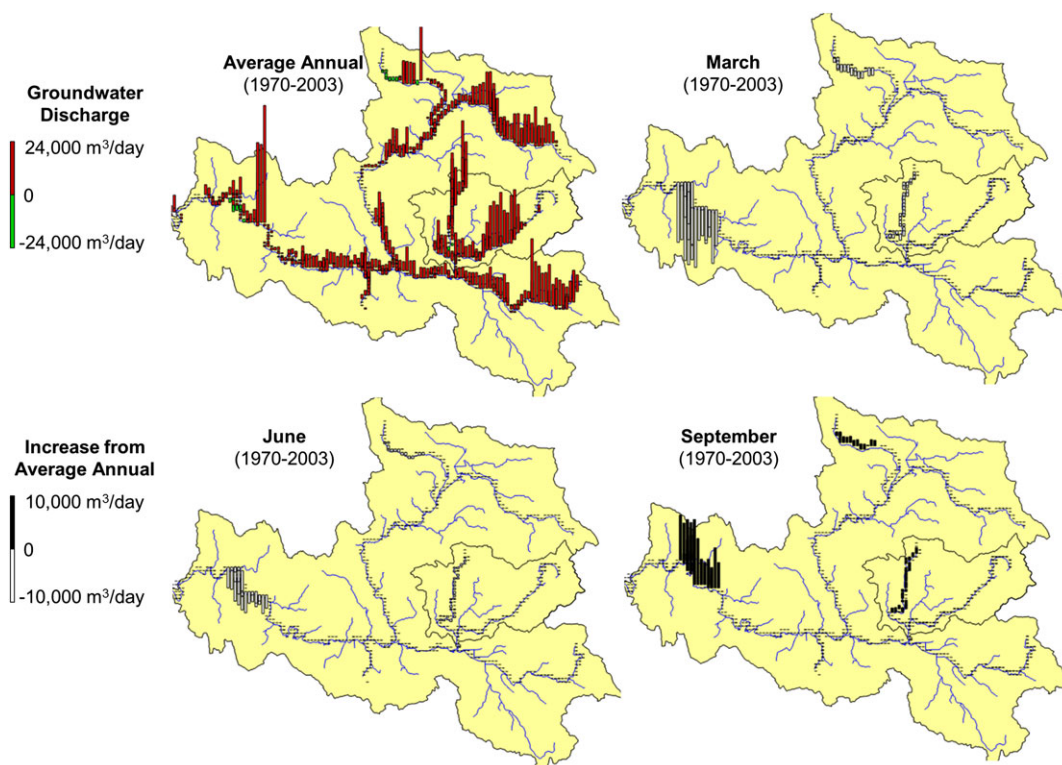 Average Annual
(1970-2003)
March
(1970-2003)
Groundwater
Discharge
24,000 m³/day
0
-24,000 m³/day
June
(1970-2003)
September
(1970-2003)
Increase from
Average Annual
10,000 m³/day
0
-10,000 m³/day